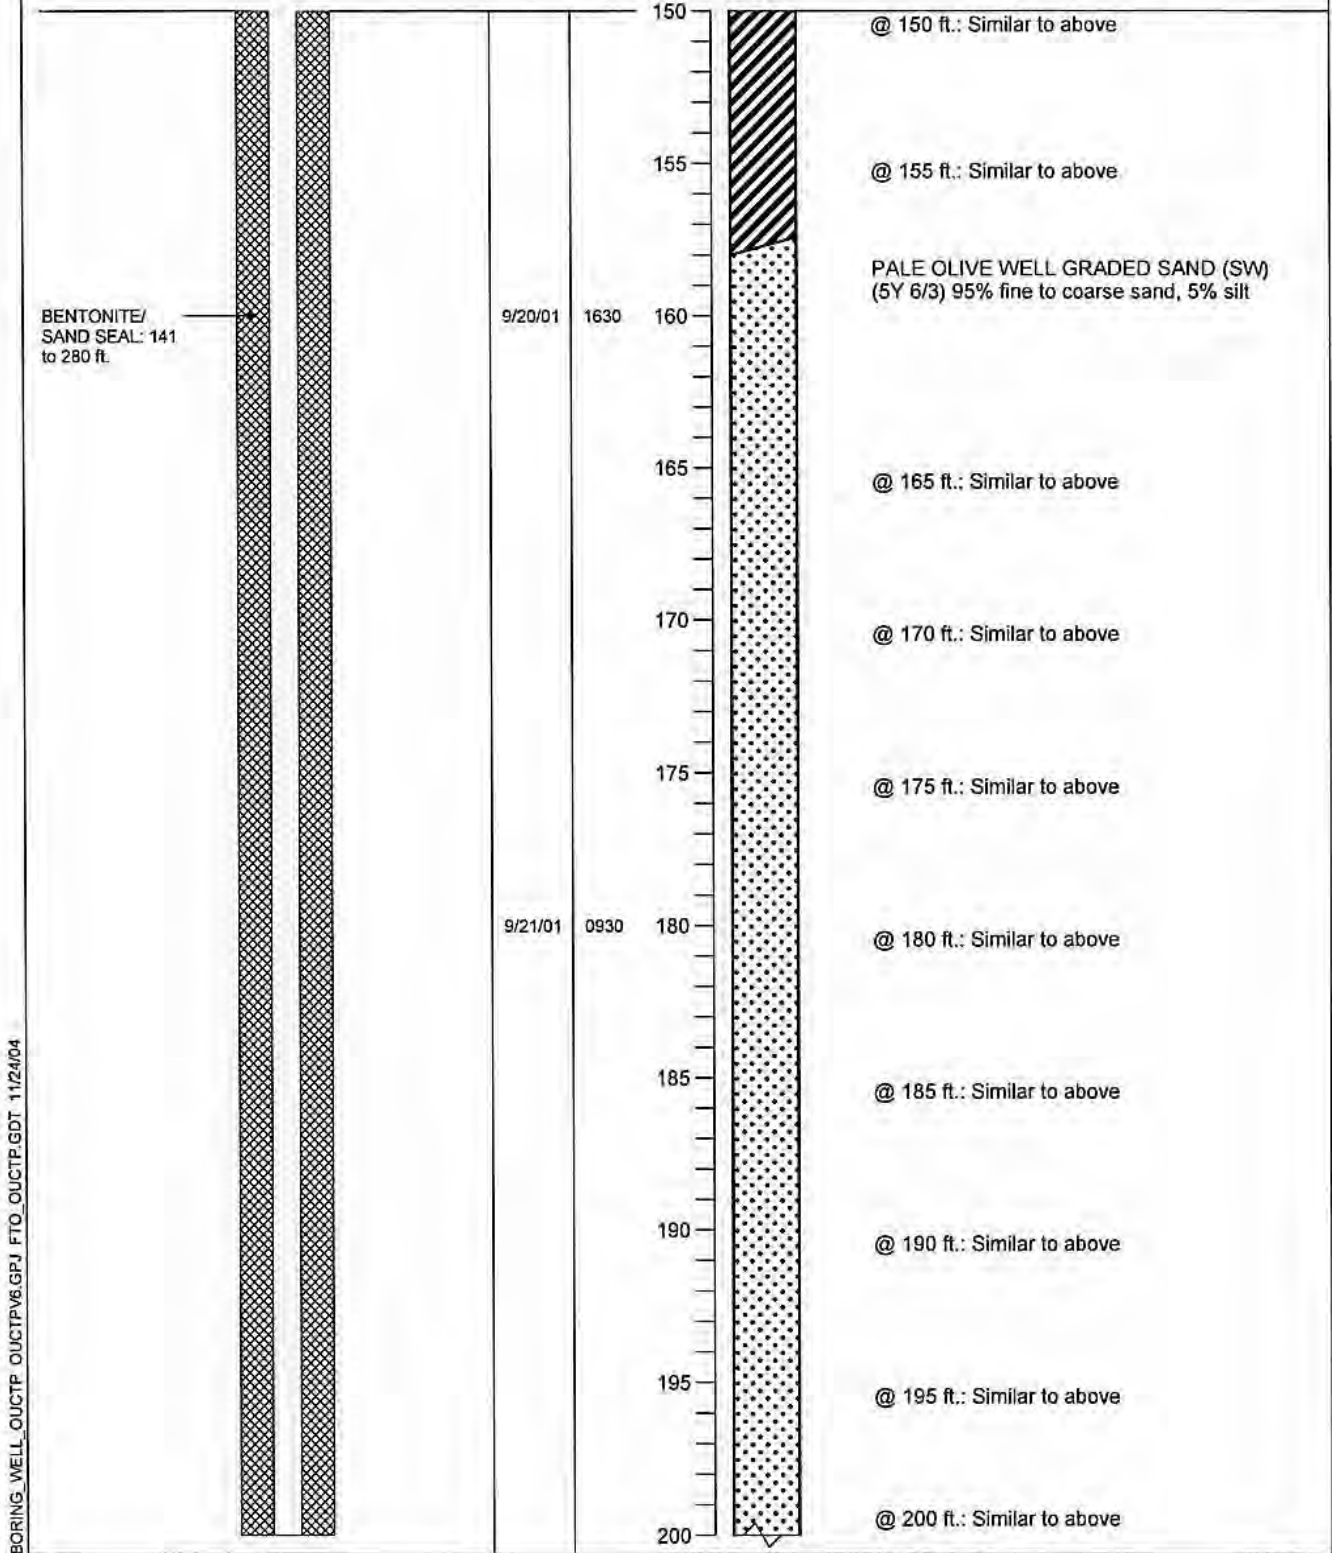 150
@ 150 ft.: Similar to above
155
@ 155 ft.: Similar to above
PALE OLIVE WELL GRADED SAND (SW)
(5Y 6/3) 95% fine to coarse sand, 5% silt
BENTONITE/
SAND SEAL: 141
to 280 ft.
9/20/01 1630 160
165
@ 165 ft.: Similar to above
170
@ 170 ft.: Similar to above
175
@ 175 ft.: Similar to above
9/21/01 0930 180
@ 180 ft.: Similar to above
185
@ 185 ft.: Similar to above
190
@ 190 ft.: Similar to above
195
@ 195 ft.: Similar to above
@ 200 ft.: Similar to above
200
BORING_WELL_OUCTP OUCTPV6.GPJ FTO_OUCTP.GDT 11/24/04